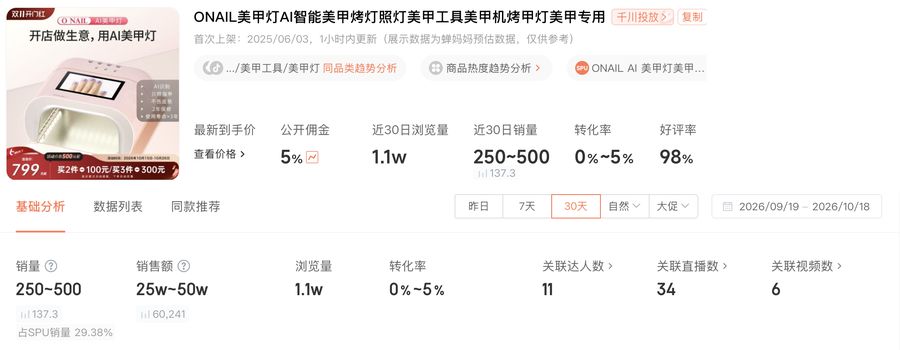 双11开门红
O NAIL AI美甲灯
开店做生意，用AI美甲灯
799
买2件 100元/买3件 300元
ONAIL美甲灯AI智能美甲烤灯照灯美甲工具美甲机烤甲灯美甲专用 千川投放 复制
首次上架：2025/06/03，1小时内更新（展示数据为蝉妈妈预估数据，仅供参考）
.../美甲工具/美甲灯 同品类趋势分析 商品热度趋势分析 > SPU ONAIL AI 美甲灯美甲...
最新到手价 公开佣金 近30日浏览量 近30日销量 转化率 好评率
查看价格 > 5% 1.1w 250~500 0%~5% 98%
137.3
基础分析 数据列表 同款推荐 昨日 7天 30天 自然 大促 2026/09/19 – 2026/10/18
销量 ? 销售额 ? 浏览量 转化率 关联达人数 > 关联直播数 > 关联视频数 >
250~500 25w~50w 1.1w 0%~5% 11 34 6
137.3 60,241
占SPU销量 29.38%